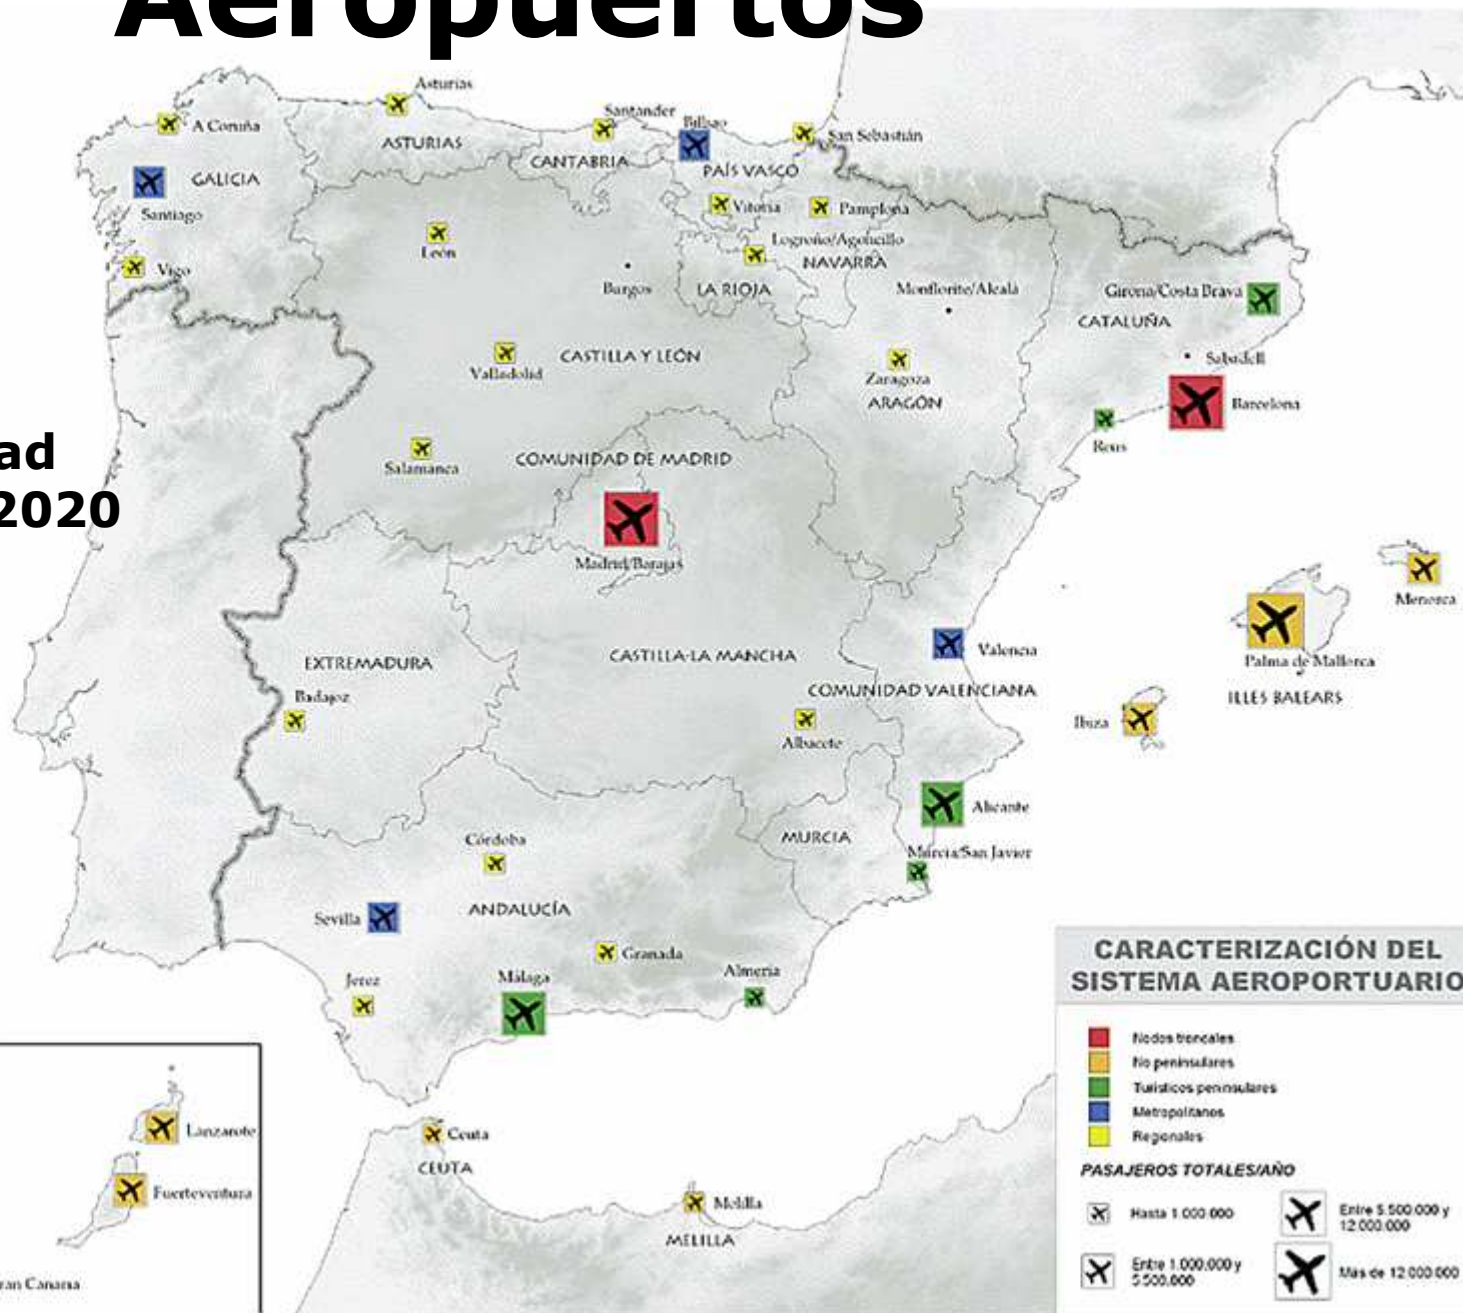 Aeropuertos
Asturias
A Coruña
ASTURIAS
Santander
Bilbao
San Sebastián
CANTABRIA
PAÍS VASCO
GALICIA
Santiago
Vitoria
Pamplona
León
Logroño/Agoncillo
NAVARRA
Vigo
Burgos
LA RIOJA
Monflorite/Alcalá
Girona/Costa Brava
CATALUÑA
Valladolid
CASTILLA Y LEÓN
Sabadell
Zaragoza
ARAGÓN
Barcelona
ad
2020
Salamanca
COMUNIDAD DE MADRID
Reus
Madrid/Barajas
Menorca
EXTREMADURA
CASTILLA-LA MANCHA
Valencia
Palma de Mallorca
COMUNIDAD VALENCIANA
ILLES BALEARS
Badajoz
Ibiza
Albacete
Alicante
MURCIA
Córdoba
Murcia/San Javier
ANDALUCÍA
Sevilla
Granada
Jerez
Málaga
Almería
Lanzarote
Fuerteventura
ran Canaria
Ceuta
CEUTA
Melilla
MELILLA
CARACTERIZACIÓN DEL
SISTEMA AEROPORTUARIO
Nodos troncales
No peninsulares
Turísticos peninsulares
Metropolitanos
Regionales
PASAJEROS TOTALES/AÑO
Hasta 1.000.000
Entre 5.500.000 y
12.000.000
Entre 1.000.000 y
5.500.000
Más de 12.000.000